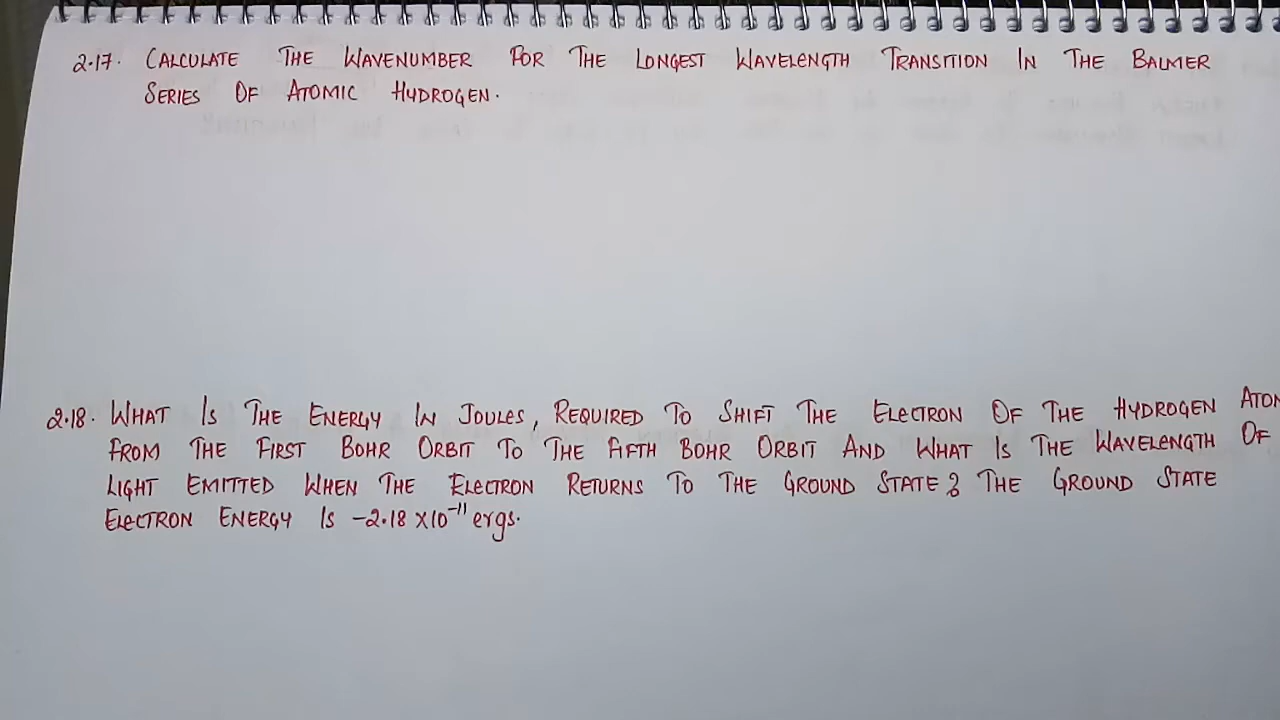 2.17. CALCULATE THE WAVENUMBER FOR THE LONGEST WAVELENGTH TRANSITION IN THE BALMER
SERIES OF ATOMIC HYDROGEN.
2.18. WHAT IS THE ENERGY IN JOULES, REQUIRED TO SHIFT THE ELECTRON OF THE HYDROGEN ATOM
FROM THE FIRST BOHR ORBIT TO THE FIFTH BOHR ORBIT AND WHAT IS THE WAVELENGTH OF
LIGHT EMITTED WHEN THE ELECTRON RETURNS TO THE GROUND STATE? THE GROUND STATE
ELECTRON ENERGY IS -2.18 x10⁻¹¹ ergs.